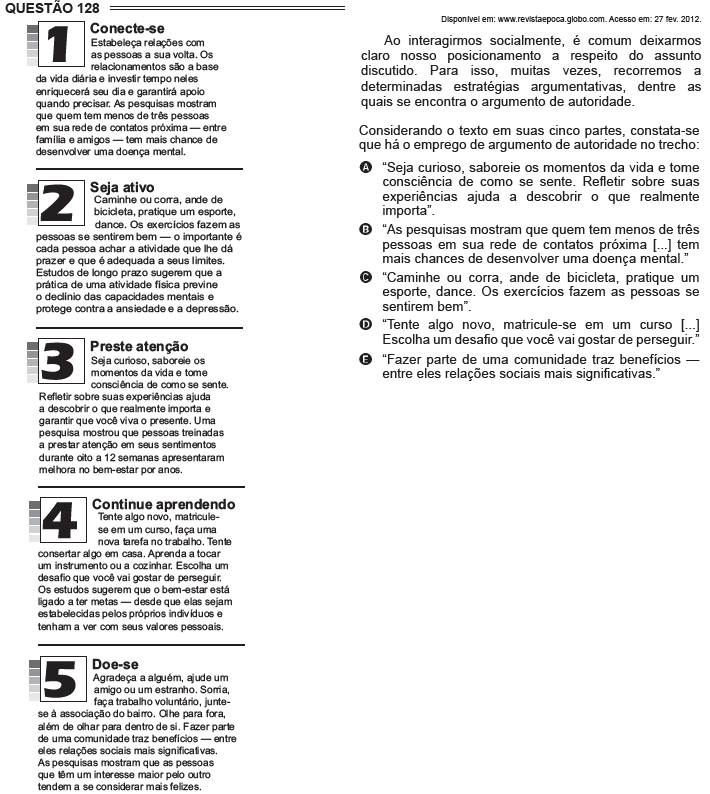 QUESTÃO 128
1
Conecte-se
Estabeleça relações com
as pessoas a sua volta. Os
relacionamentos são a base
da vida diária e investir tempo neles
enriquecerá seu dia e garantirá apoio
quando precisar. As pesquisas mostram
que quem tem menos de três pessoas
em sua rede de contatos próxima — entre
família e amigos — tem mais chance de
desenvolver uma doença mental.
2
Seja ativo
Caminhe ou corra, ande de
bicicleta, pratique um esporte,
dance. Os exercícios fazem as
pessoas se sentirem bem — o importante é
cada pessoa achar a atividade que lhe dá
prazer e que é adequada a seus limites.
Estudos de longo prazo sugerem que a
prática de uma atividade física previne
o declínio das capacidades mentais e
protege contra a ansiedade e a depressão.
3
Preste atenção
Seja curioso, saboreie os
momentos da vida e tome
consciência de como se sente.
Refletir sobre suas experiências ajuda
a descobrir o que realmente importa e
garantir que você viva o presente. Uma
pesquisa mostrou que pessoas treinadas
a prestar atenção em seus sentimentos
durante oito a 12 semanas apresentaram
melhora no bem-estar por anos.
4
Continue aprendendo
Tente algo novo, matricule-
se em um curso, faça uma
nova tarefa no trabalho. Tente
consertar algo em casa. Aprenda a tocar
um instrumento ou a cozinhar. Escolha um
desafio que você vai gostar de perseguir.
Os estudos sugerem que o bem-estar está
ligado a ter metas — desde que elas sejam
estabelecidas pelos próprios indivíduos e
tenham a ver com seus valores pessoais.
5
Doe-se
Agradeça a alguém, ajude um
amigo ou um estranho. Sorria,
faça trabalho voluntário, junte-
se à associação do bairro. Olhe para fora,
além de olhar para dentro de si. Fazer parte
de uma comunidade traz benefícios — entre
eles relações sociais mais significativas.
As pesquisas mostram que as pessoas
que têm um interesse maior pelo outro
tendem a se considerar mais felizes.
Disponível em: www.revistaepoca.globo.com. Acesso em: 27 fev. 2012.
Ao interagirmos socialmente, é comum deixarmos
claro nosso posicionamento a respeito do assunto
discutido. Para isso, muitas vezes, recorremos a
determinadas estratégias argumentativas, dentre as
quais se encontra o argumento de autoridade.
Considerando o texto em suas cinco partes, constata-se
que há o emprego de argumento de autoridade no trecho:
A “Seja curioso, saboreie os momentos da vida e tome
consciência de como se sente. Refletir sobre suas
experiências ajuda a descobrir o que realmente
importa”.
B “As pesquisas mostram que quem tem menos de três
pessoas em sua rede de contatos próxima [...] tem
mais chances de desenvolver uma doença mental.”
C “Caminhe ou corra, ande de bicicleta, pratique um
esporte, dance. Os exercícios fazem as pessoas se
sentirem bem”.
D “Tente algo novo, matricule-se em um curso [...]
Escolha um desafio que você vai gostar de perseguir.”
E “Fazer parte de uma comunidade traz benefícios —
entre eles relações sociais mais significativas.”